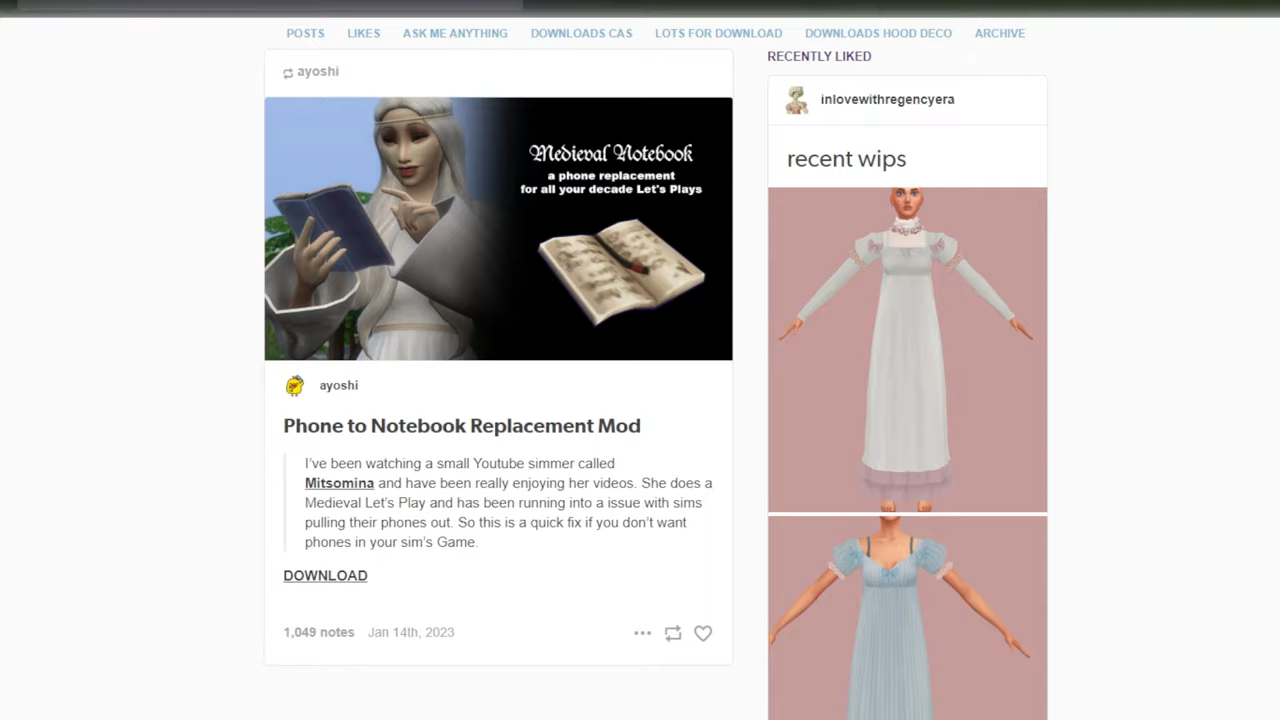 POSTS LIKES ASK ME ANYTHING DOWNLOADS CAS LOTS FOR DOWNLOAD DOWNLOADS HOOD DECO ARCHIVE
ayoshi
Medieval Notebook
a phone replacement
for all your decade Let's Plays
ayoshi
Phone to Notebook Replacement Mod
I've been watching a small Youtube simmer called
Mitsomina and have been really enjoying her videos. She does a
Medieval Let's Play and has been running into a issue with sims
pulling their phones out. So this is a quick fix if you don't want
phones in your sim's Game.
DOWNLOAD
1,049 notes Jan 14th, 2023
RECENTLY LIKED
inlovewithregencyera
recent wips